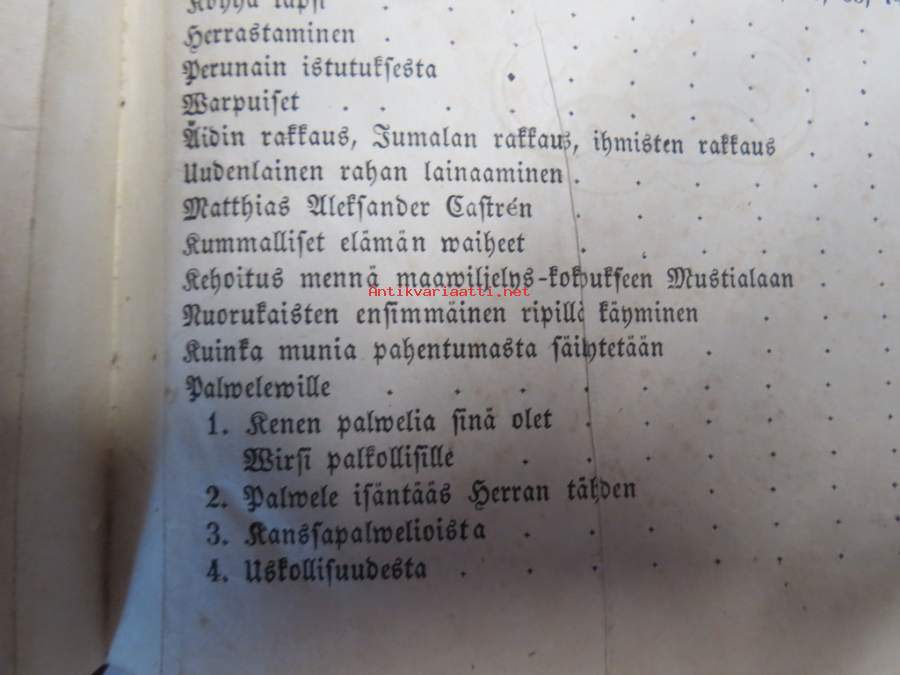 Herrastaminen
Perunain istutuksesta
Warpuiset
Äidin rakkaus, Jumalan rakkaus, ihmisten rakkaus
Uudenlainen rahan lainaaminen
Matthias Aleksander Castrén
Kummalliset elämän waiheet
Kehoitus mennä maawiljelys-kokoukseen Mustialaan
Antikvariaatti.net
Nuorukaisten ensimmäinen ripillä käyminen
Kuinka munia pahentumasta säilytetään
Palwelewille
1. Kenen palwelia sinä olet
Wirsi palkollisille
2. Palwele isäntääs Herran tähden
3. Kanssapalwelioista
4. Uskollisuudesta